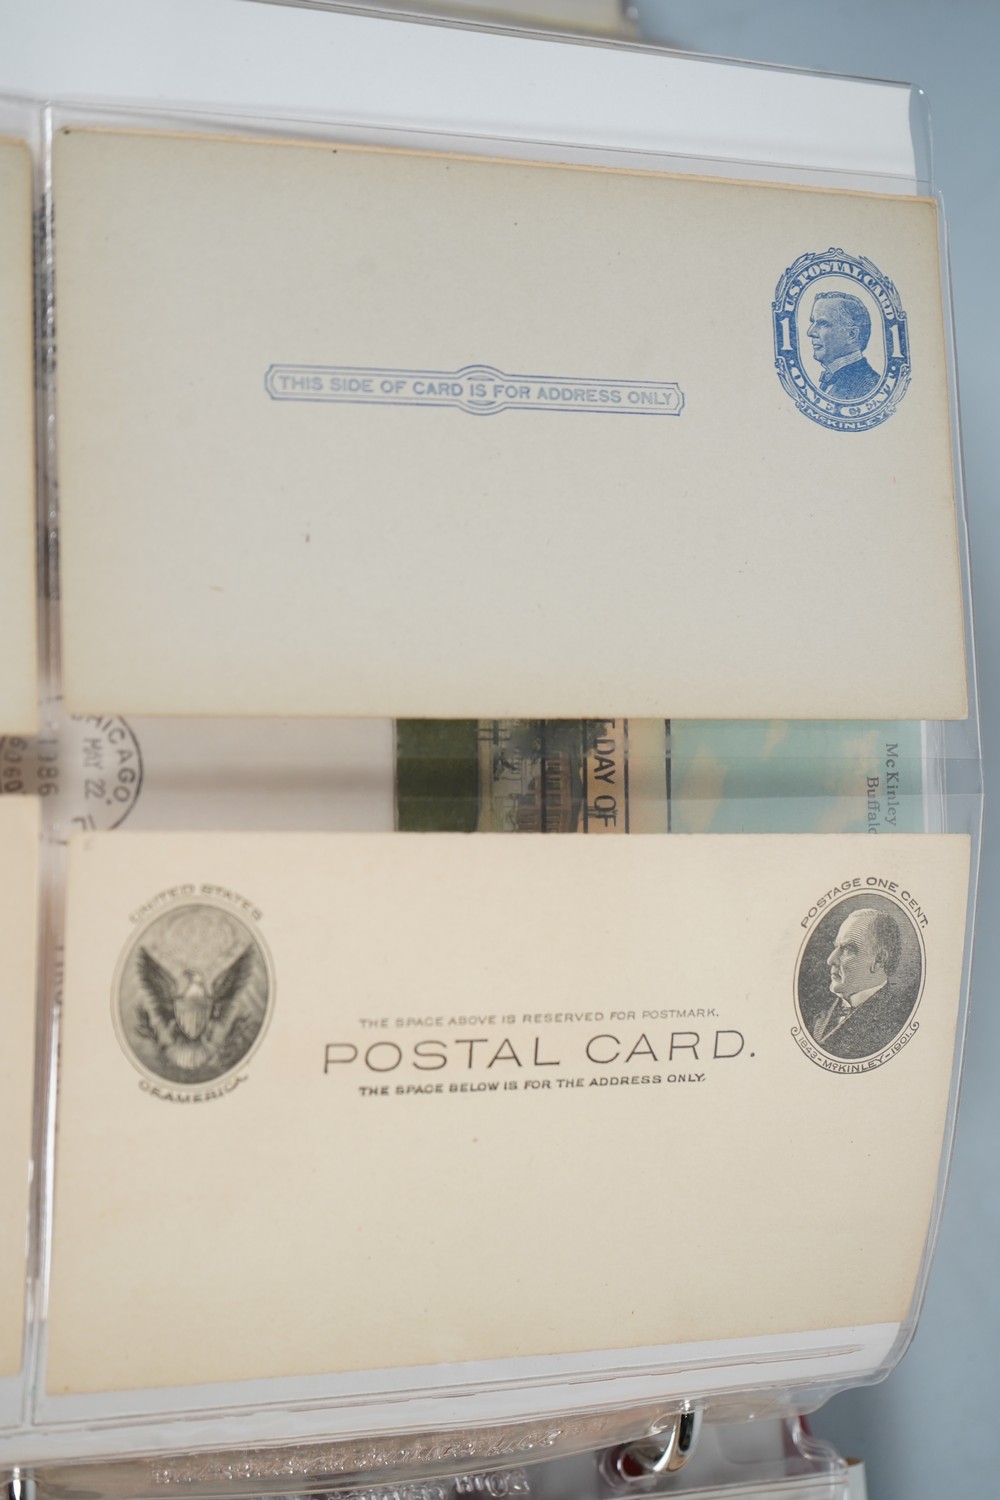 U.S. POSTAL CARD
1 1
ONE
McKINLEY
THIS SIDE OF CARD IS FOR ADDRESS ONLY
CHICAGO
MAY 22
1986
6060
E DAY OF
McKinley
Buffalo
UNITED STATES
OF AMERICA
POSTAGE ONE CENT.
1843-McKINLEY-1901.
THE SPACE ABOVE IS RESERVED FOR POSTMARK.
POSTAL CARD.
THE SPACE BELOW IS FOR THE ADDRESS ONLY.